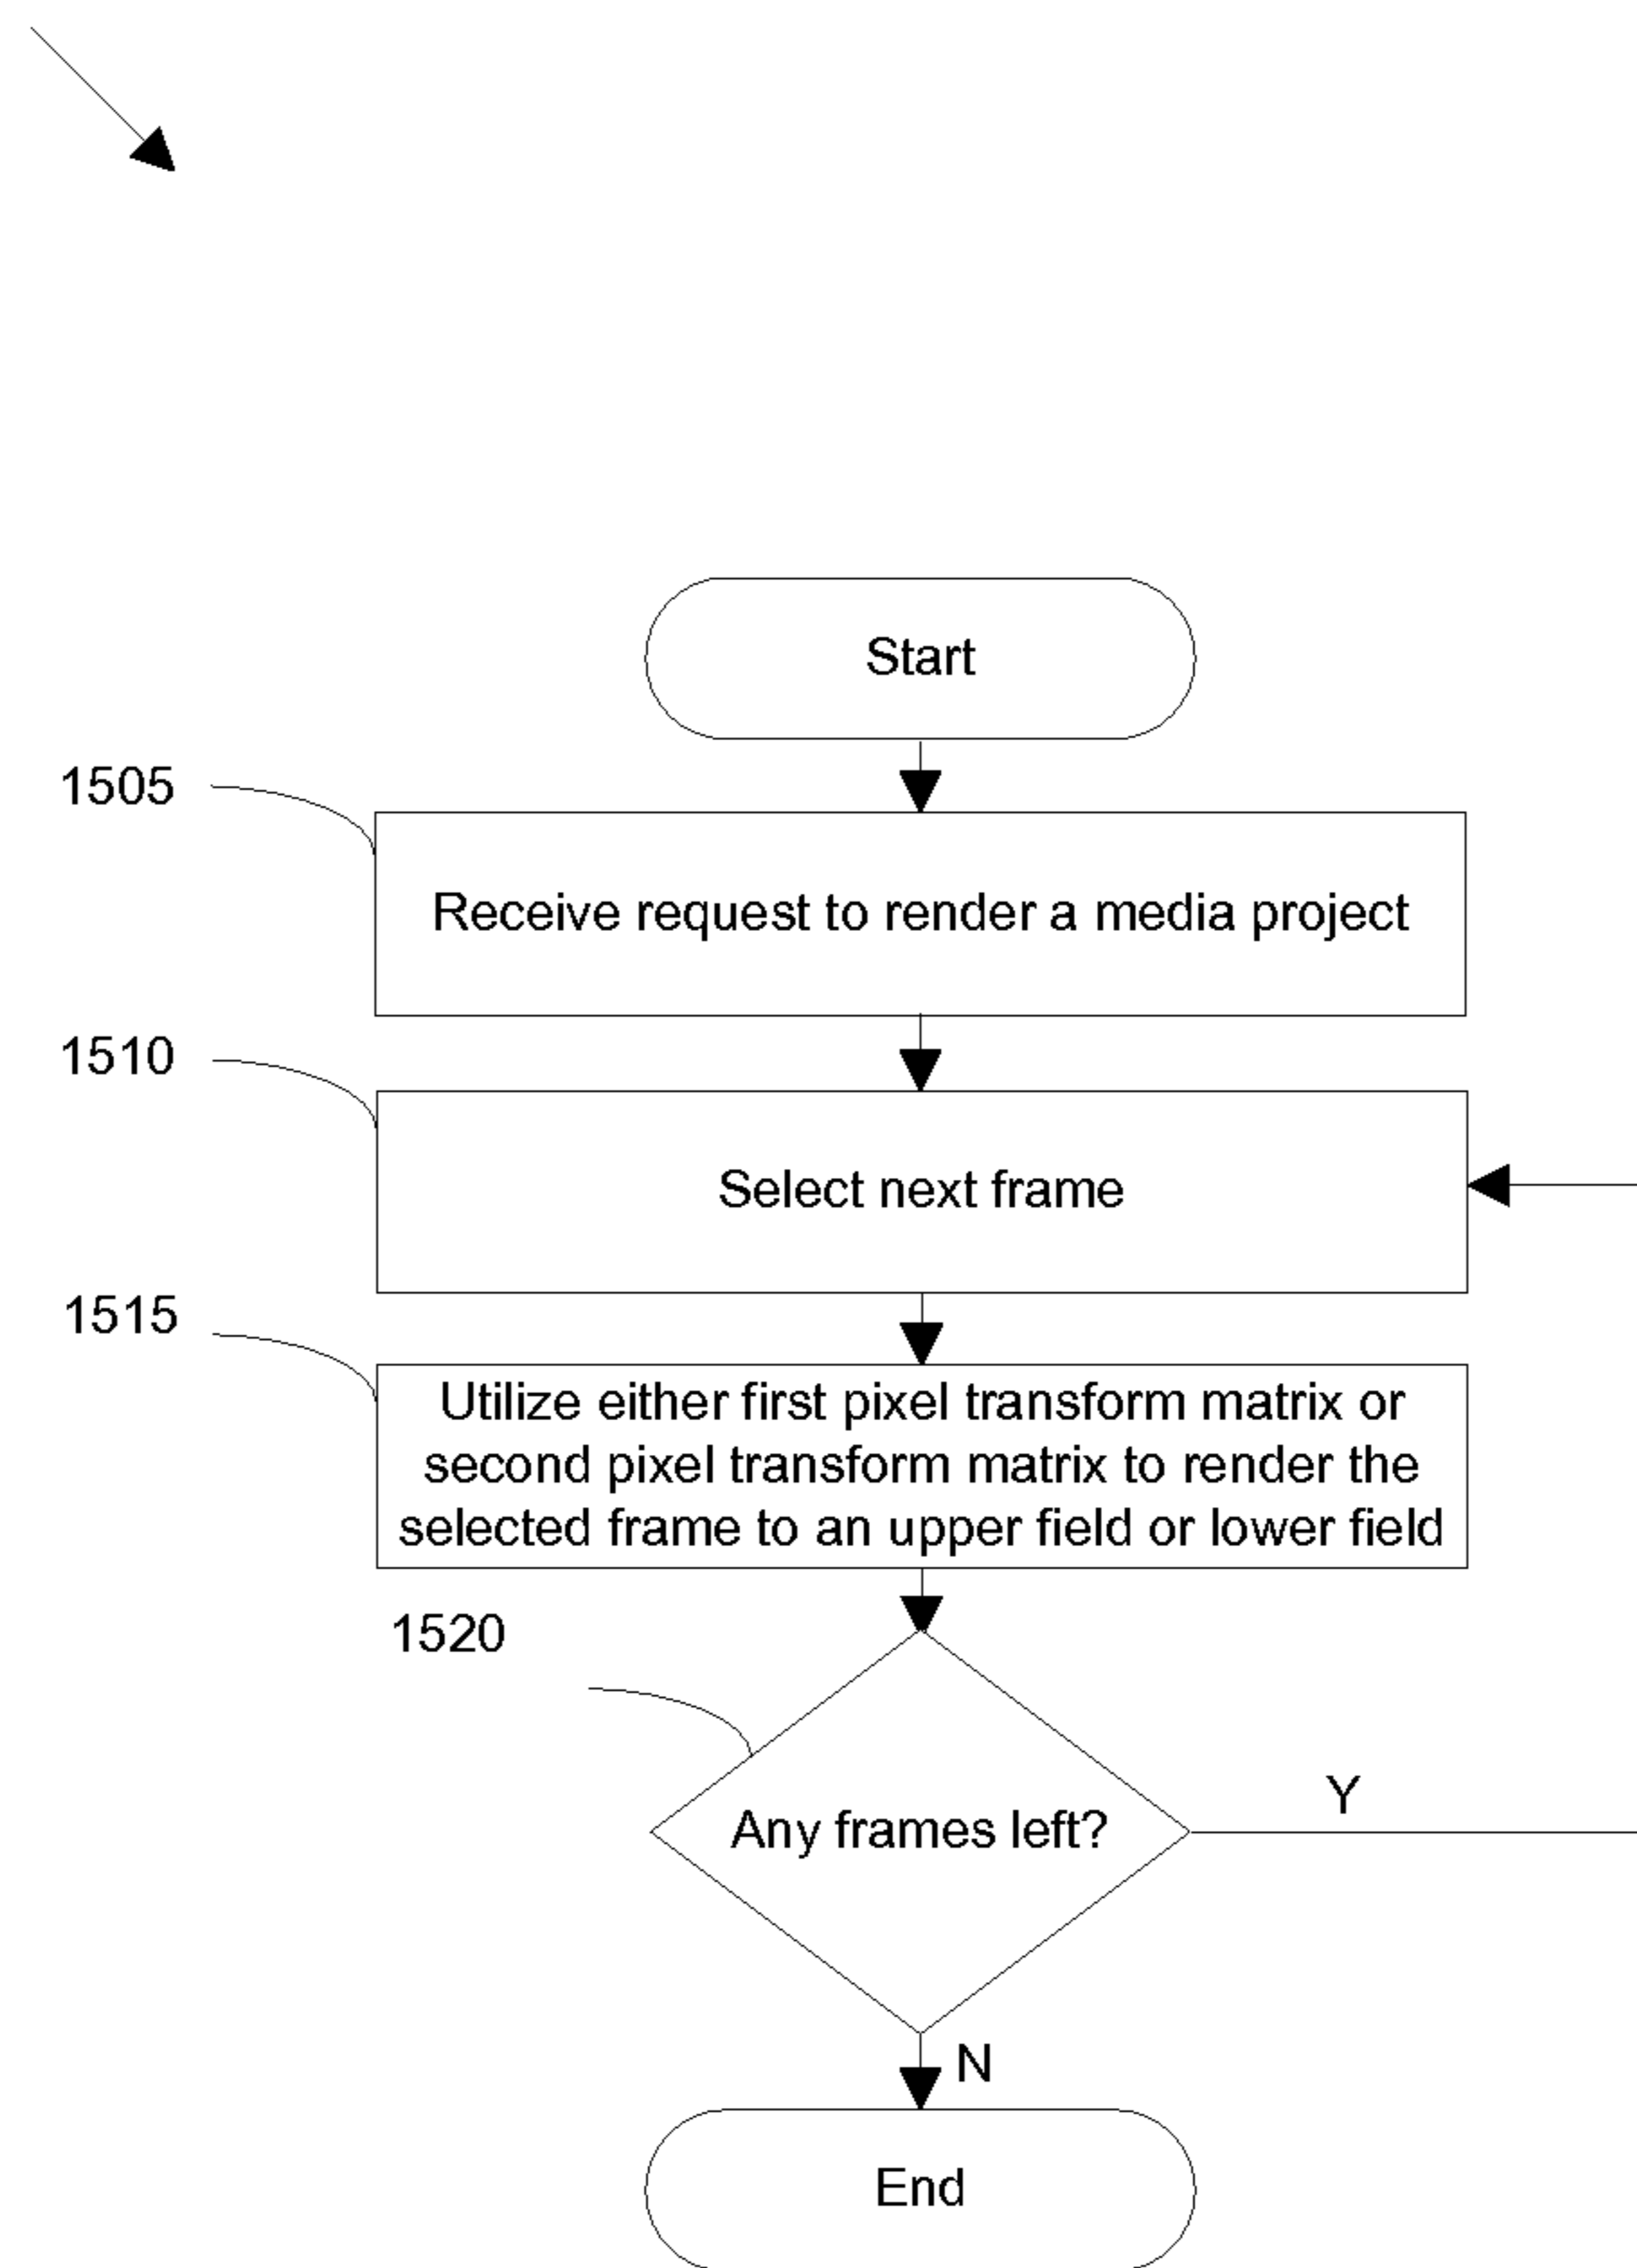 Start
1505
Receive request to render a media project
1510
Select next frame
1515
Utilize either first pixel transform matrix or
second pixel transform matrix to render the
selected frame to an upper field or lower field
1520
Any frames left?
Y
N
End